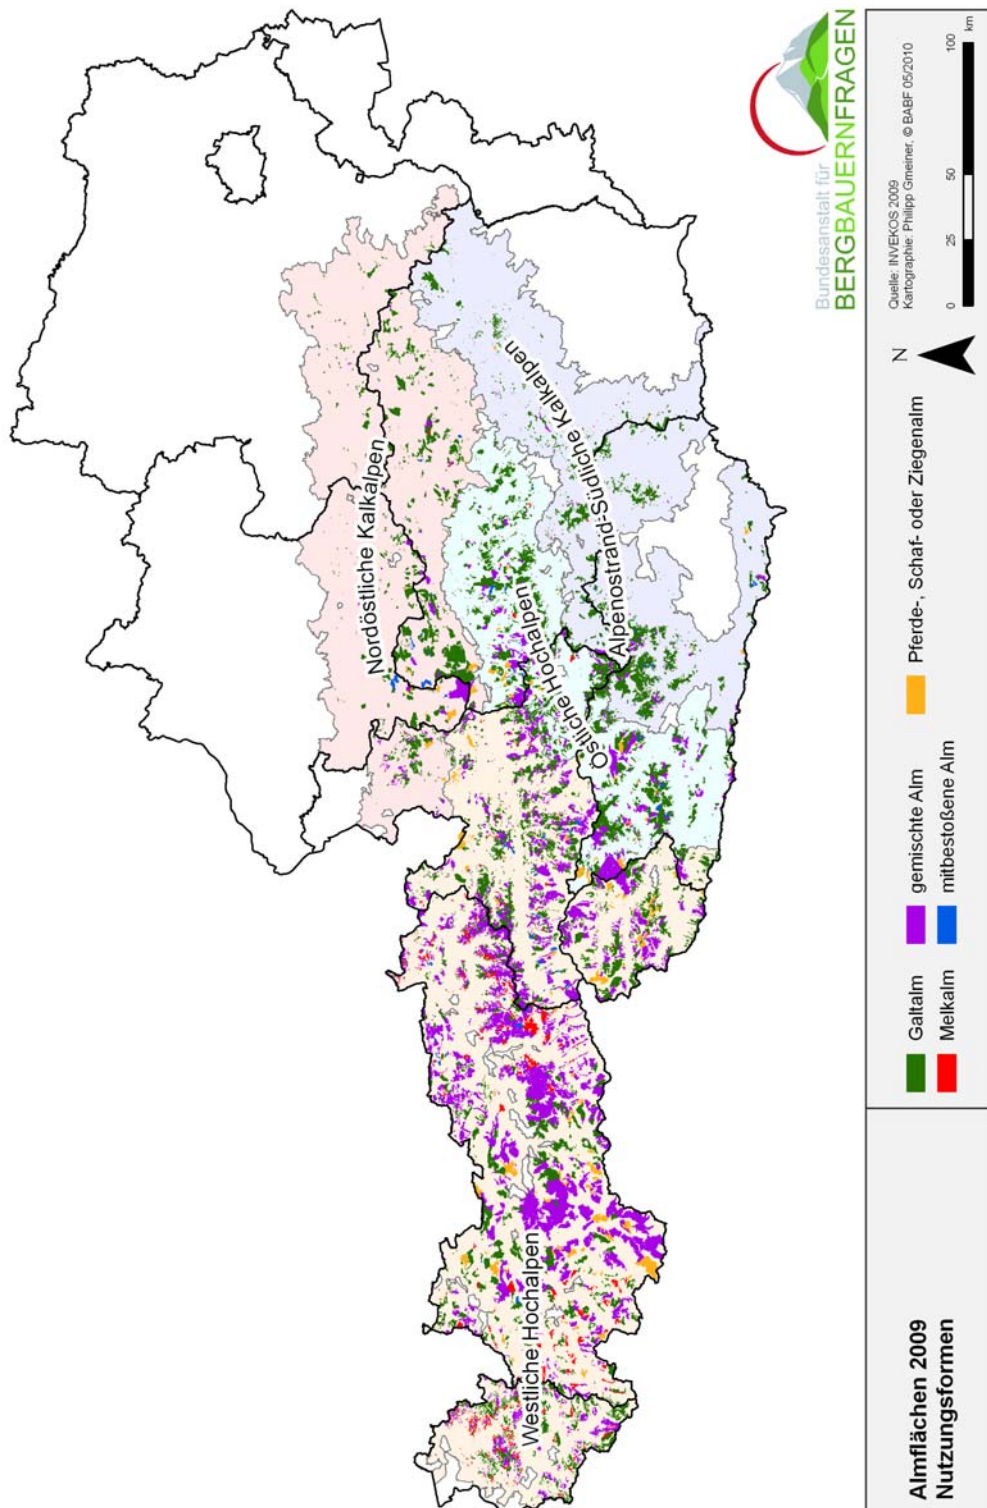 Westliche Hochalpen
Nordöstliche Kalkalpen
Östliche Hochalpen
Alpenostrand-Südliche Kalkalpen
Bundesanstalt für
BERGBAUERNFRAGEN
Almflächen 2009
Nutzungsformen
Galtalm
gemischte Alm
Pferde-, Schaf- oder Ziegenalm
Melkalm
mitbestoßene Alm
N
Quelle: INVEKOS 2009
Kartographie: Philipp Gmeiner, © BABF 05/2010
0 25 50 100
km